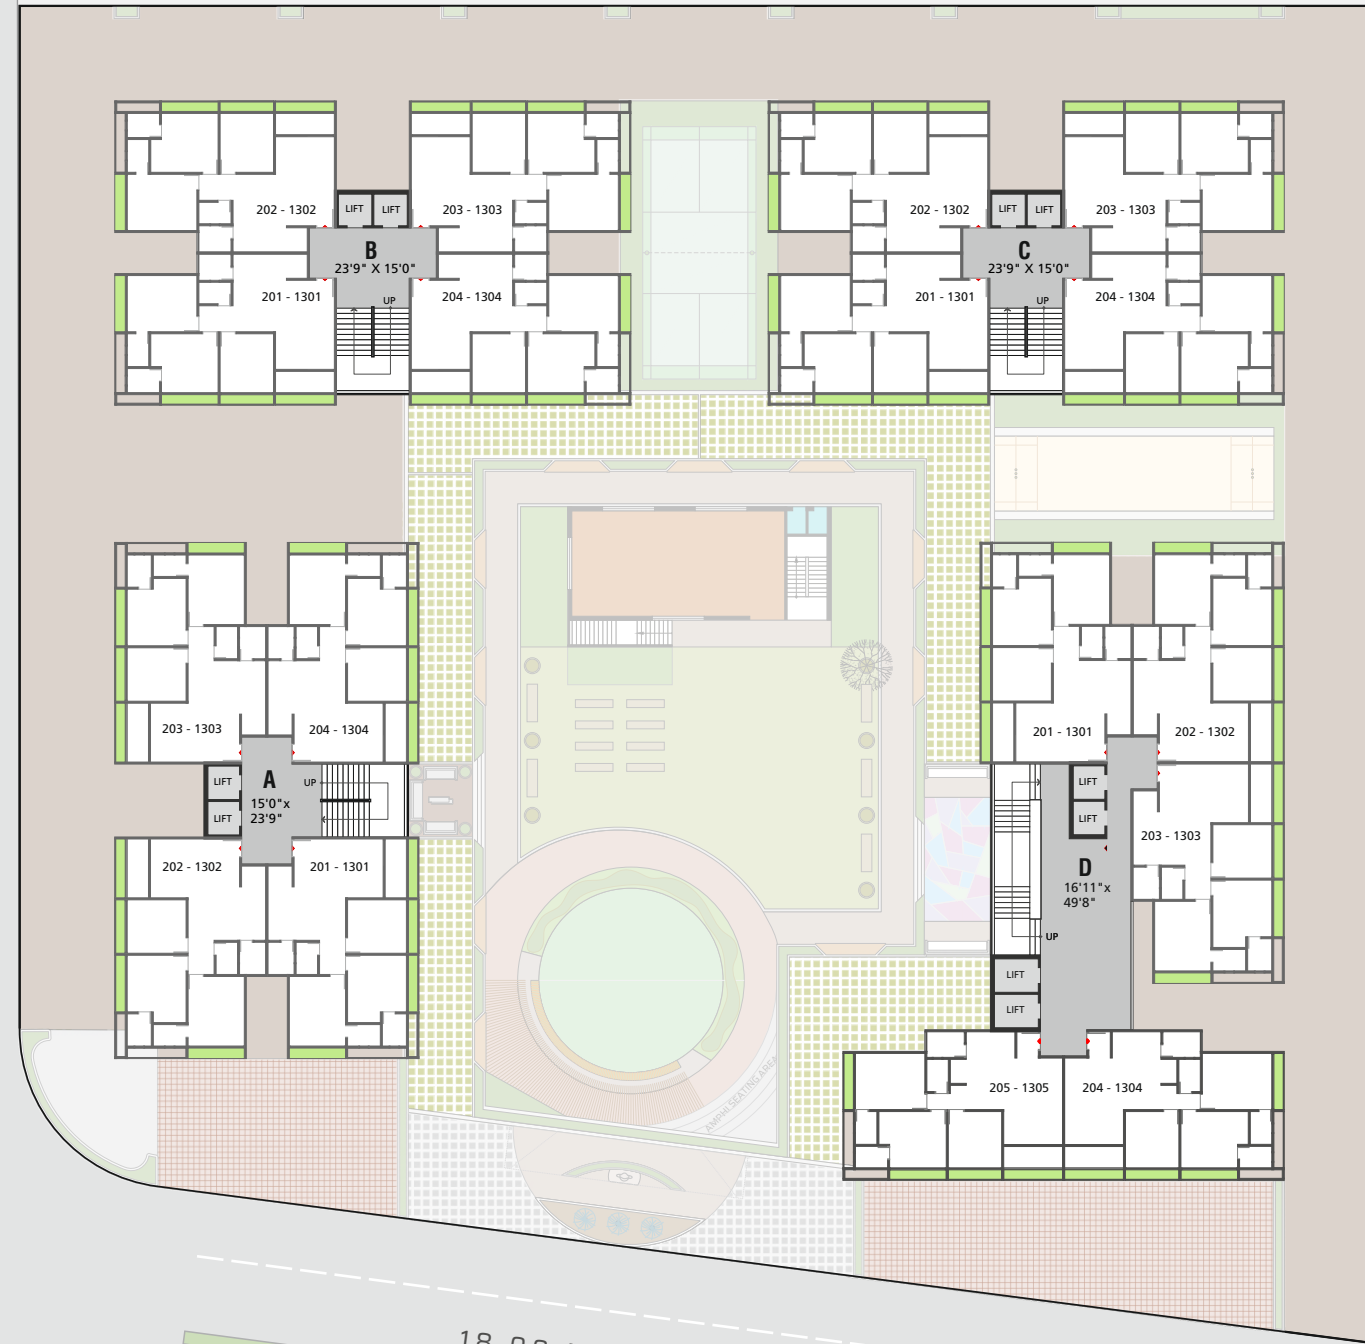 202 - 1302
LIFT
LIFT
203 - 1303
B
23'9" X 15'0"
201 - 1301
UP
204 - 1304
202 - 1302
LIFT
LIFT
203 - 1303
C
23'9" X 15'0"
201 - 1301
UP
204 - 1304
203 - 1303
204 - 1304
LIFT
A
UP
15'0"x
23'9"
LIFT
202 - 1302
201 - 1301
201 - 1301
202 - 1302
LIFT
LIFT
203 - 1303
D
16'11"x
49'8"
UP
LIFT
LIFT
205 - 1305
204 - 1304
AMPHI SEATING AREA